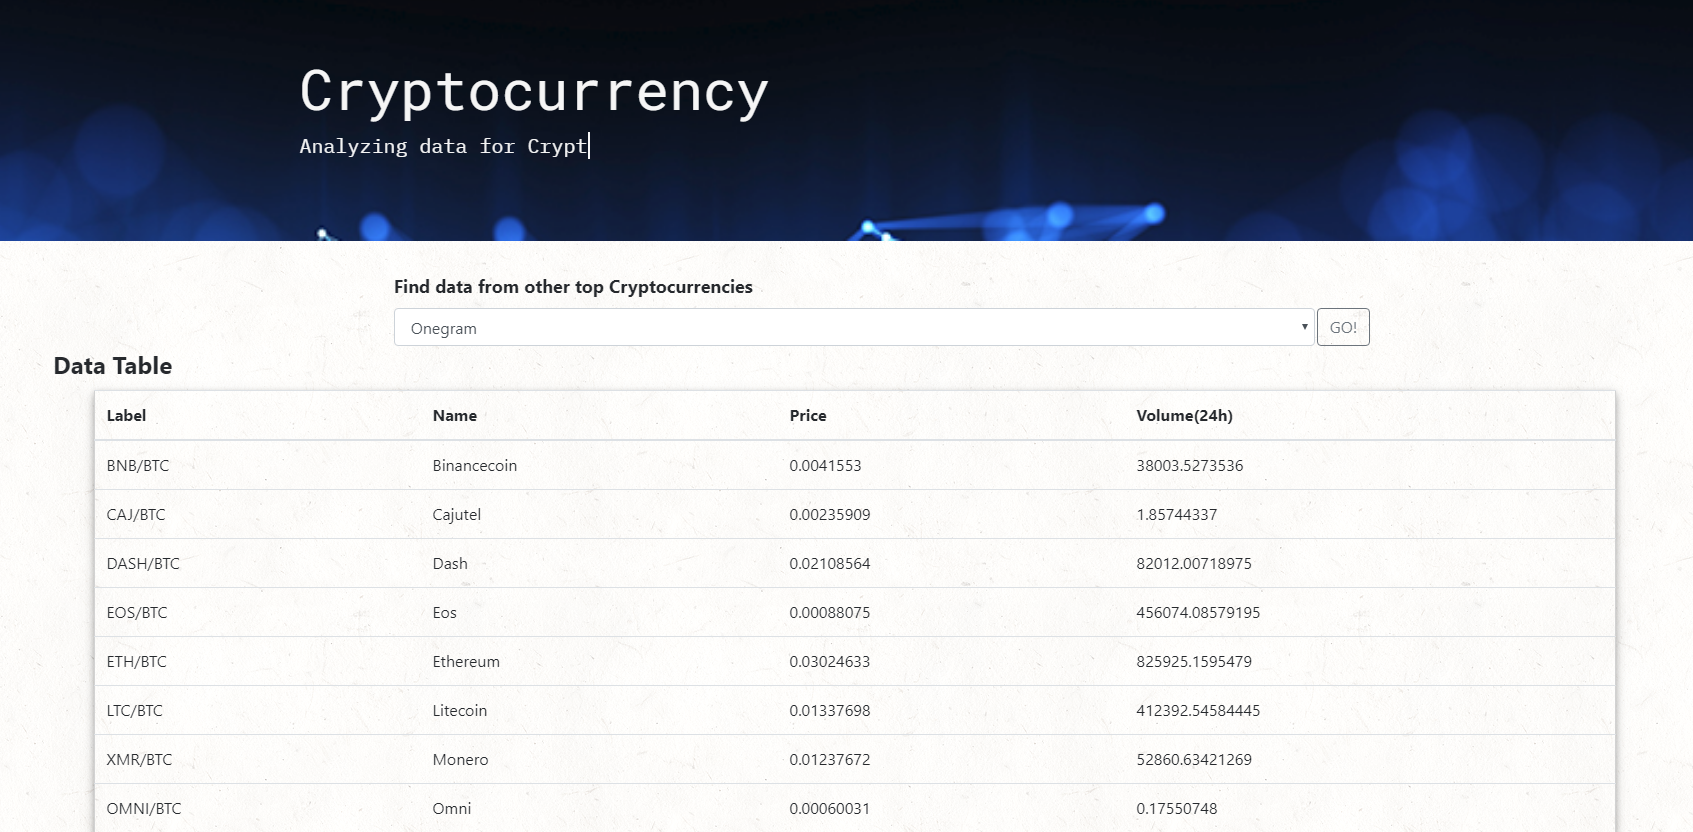 Cryptocurrency
Analyzing data for Crypt
Find data from other top Cryptocurrencies
Onegram GO!
Data Table
Label Name Price Volume(24h)
BNB/BTC Binancecoin 0.0041553 38003.5273536
CAJ/BTC Cajutel 0.00235909 1.85744337
DASH/BTC Dash 0.02108564 82012.00718975
EOS/BTC Eos 0.00088075 456074.08579195
ETH/BTC Ethereum 0.03024633 825925.1595479
LTC/BTC Litecoin 0.01337698 412392.54584445
XMR/BTC Monero 0.01237672 52860.63421269
OMNI/BTC Omni 0.00060031 0.17550748